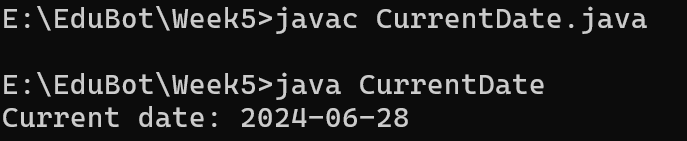 E:\EduBot\Week5>javac CurrentDate.java
E:\EduBot\Week5>java CurrentDate
Current date: 2024-06-28